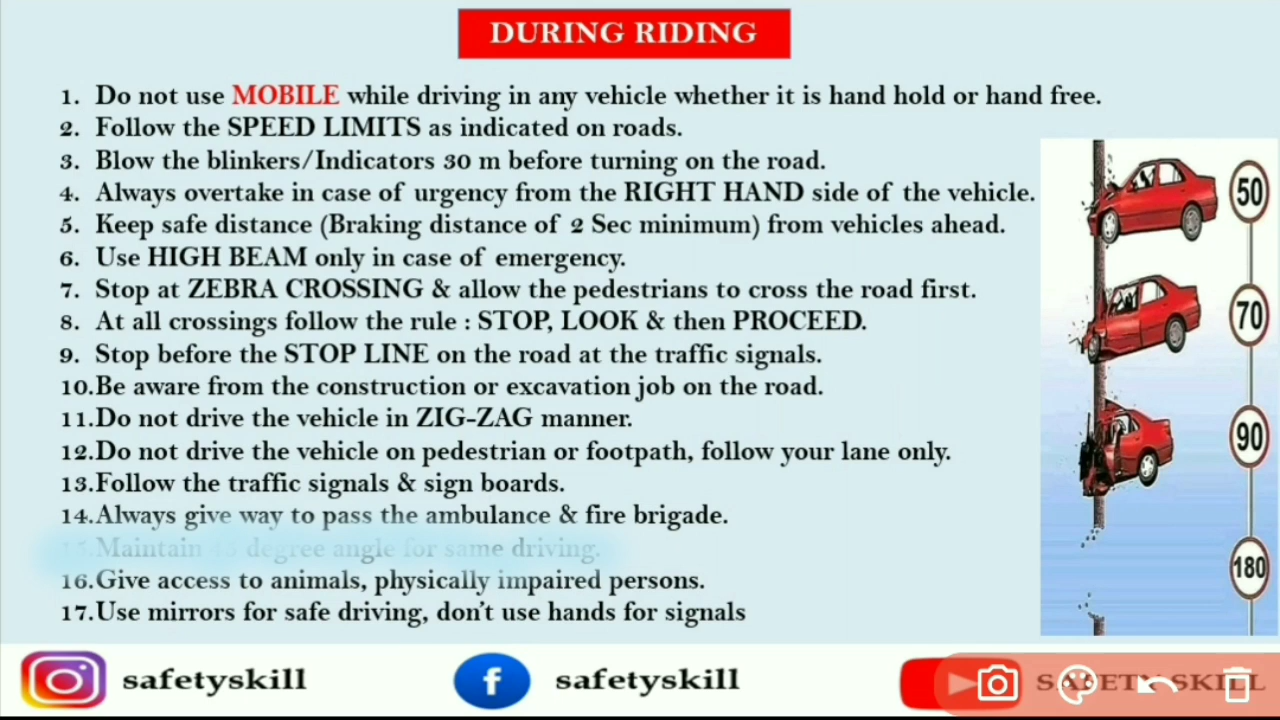 DURING RIDING
1. Do not use MOBILE while driving in any vehicle whether it is hand hold or hand free.
2. Follow the SPEED LIMITS as indicated on roads.
3. Blow the blinkers/Indicators 30 m before turning on the road.
4. Always overtake in case of urgency from the RIGHT HAND side of the vehicle.
5. Keep safe distance (Braking distance of 2 Sec minimum) from vehicles ahead.
6. Use HIGH BEAM only in case of emergency.
7. Stop at ZEBRA CROSSING & allow the pedestrians to cross the road first.
8. At all crossings follow the rule : STOP, LOOK & then PROCEED.
9. Stop before the STOP LINE on the road at the traffic signals.
10.Be aware from the construction or excavation job on the road.
11.Do not drive the vehicle in ZIG-ZAG manner.
12.Do not drive the vehicle on pedestrian or footpath, follow your lane only.
13.Follow the traffic signals & sign boards.
14.Always give way to pass the ambulance & fire brigade.
15.Maintain degree angle for same driving.
16.Give access to animals, physically impaired persons.
17.Use mirrors for safe driving, don't use hands for signals
50
70
90
180
safetyskill
safetyskill
SAFETY SKILL